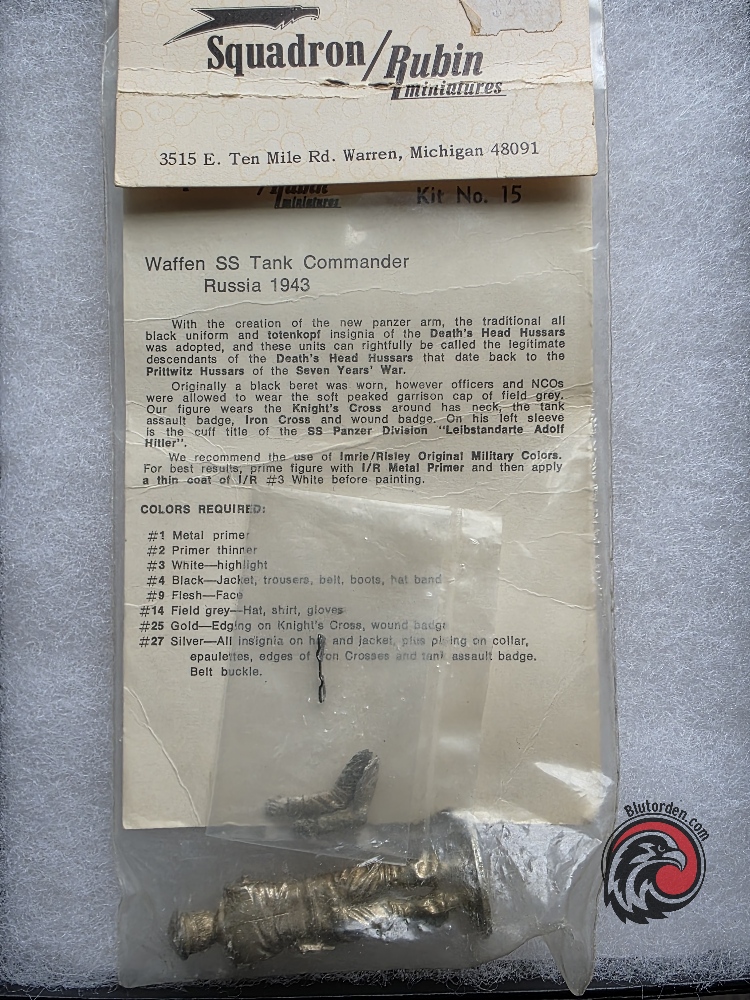 Squadron/Rubin
miniatures
3515 E. Ten Mile Rd. Warren, Michigan 48091
Rubin
miniatures
Kit No. 15
Waffen SS Tank Commander
Russia 1943
With the creation of the new panzer arm, the traditional all
black uniform and totenkopf insignia of the Death's Head Hussars
was adopted, and these units can rightfully be called the legitimate
descendants of the Death's Head Hussars that date back to the
Prittwitz Hussars of the Seven Years' War.
Originally a black beret was worn, however officers and NCOs
were allowed to wear the soft peaked garrison cap of field grey.
Our figure wears the Knight's Cross around has neck, the tank
assault badge, Iron Cross and wound badge. On his left sleeve
is the cuff title of the SS Panzer Division "Leibstandarte Adolf
Hitler".
We recommend the use of Imrie/Risley Original Military Colors.
For best results, prime figure with I/R Metal Primer and then apply
a thin coat of I/R #3 White before painting.
COLORS REQUIRED:
#1 Metal primer
#2 Primer thinner
#3 White—highlight
#4 Black—Jacket, trousers, belt, boots, hat band
#9 Flesh—Face
#14 Field grey—Hat, shirt, gloves
#25 Gold—Edging on Knight's Cross, wound badge
#27 Silver—All insignia on hat and jacket, plus piping on collar,
epaulettes, edges of Iron Crosses and tank assault badge.
Belt buckle.
Blutorden.com